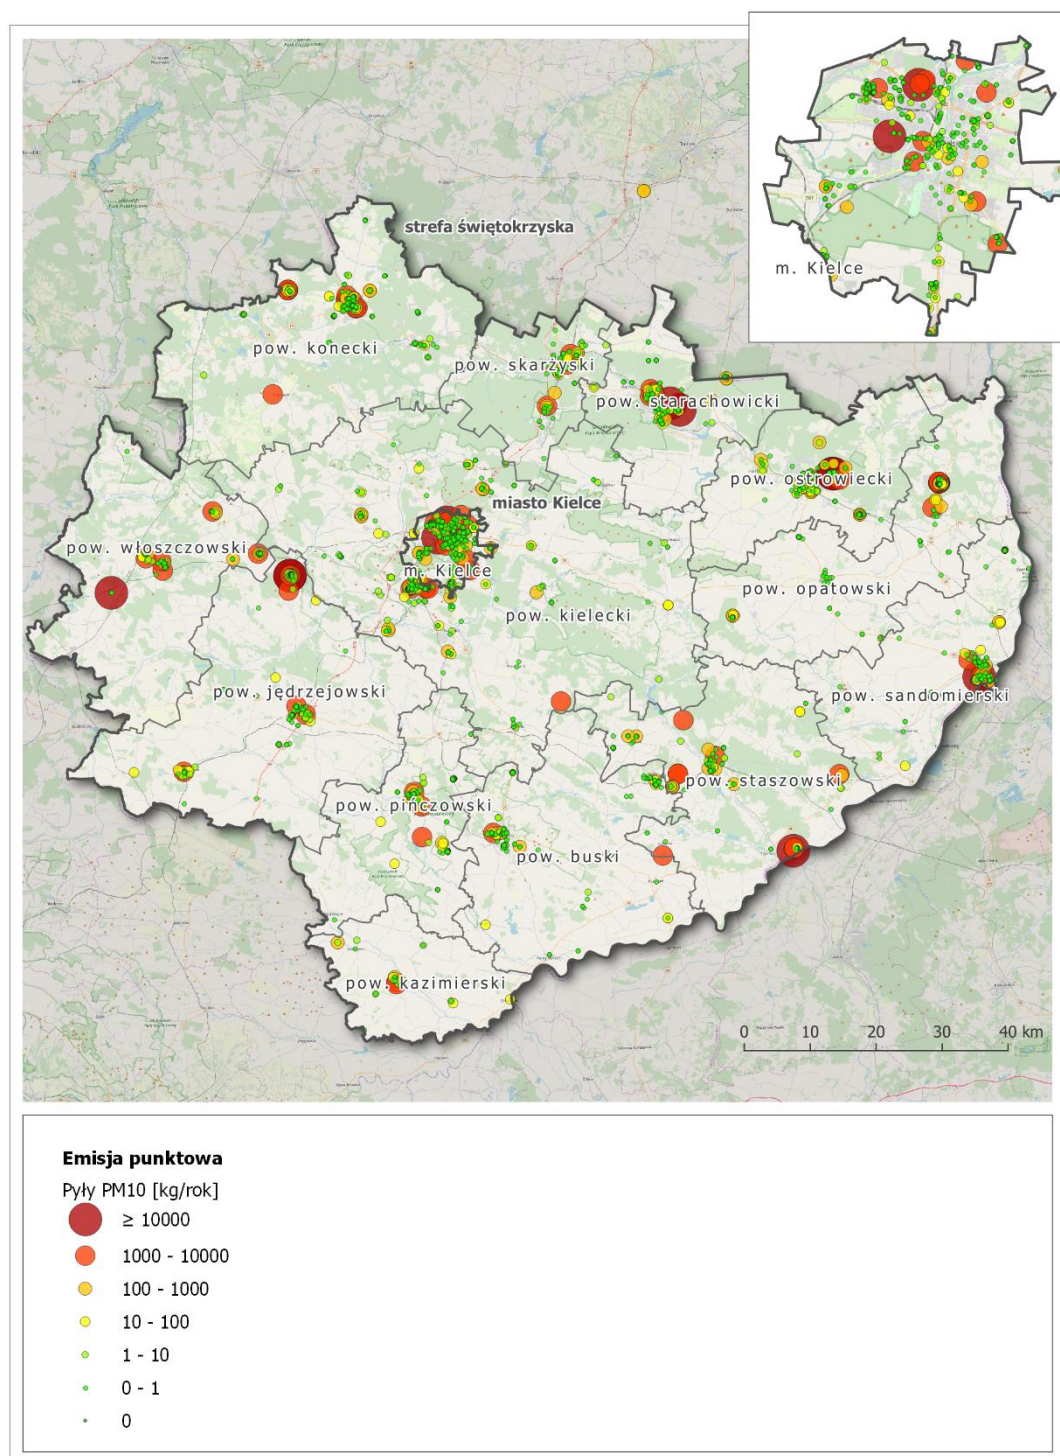 m. Kielce
strefa świętokrzyska
pow. konecki
pow. skarżyski
pow. starachowicki
pow. ostrowiecki
miasto Kielce
pow. włoszczowski
m. Kielce
pow. opatowski
pow. kielecki
pow. jędrzejowski
pow. sandomierski
pow. staszowski
pow. pińczowski
pow. buski
pow. kazimierski
0 10 20 30 40 km
Emisja punktowa
Pyły PM10 [kg/rok]
≥ 10000
1000 - 10000
100 - 1000
10 - 100
1 - 10
0 - 1
0